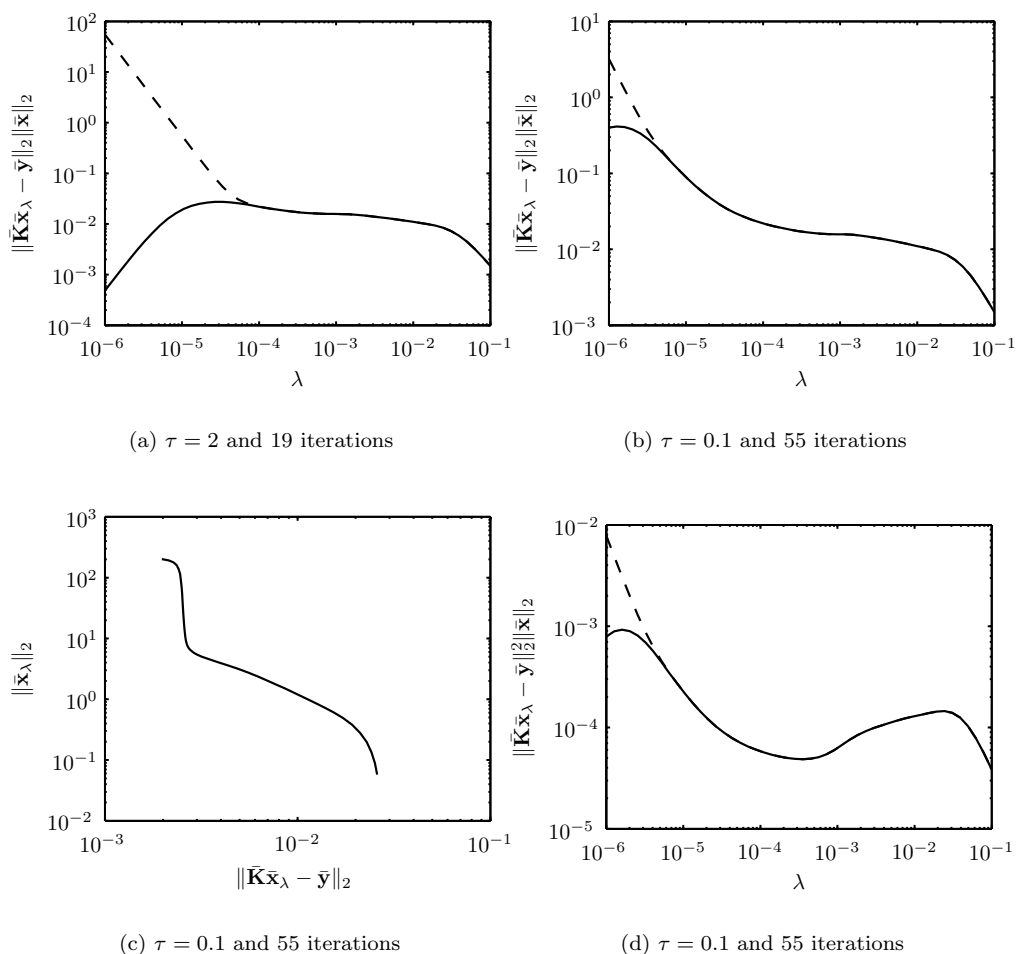 10^2
10^1
10^0
10^-1
10^-2
10^-3
10^-4
‖K̄x̄_λ − ȳ‖_2‖x̄‖_2
10^-6 10^-5 10^-4 10^-3 10^-2 10^-1
λ
(a) τ = 2 and 19 iterations
10^1
10^0
10^-1
10^-2
10^-3
‖K̄x̄_λ − ȳ‖_2‖x̄‖_2
10^-6 10^-5 10^-4 10^-3 10^-2 10^-1
λ
(b) τ = 0.1 and 55 iterations
10^3
10^2
10^1
10^0
10^-1
10^-2
‖x̄_λ‖_2
10^-3 10^-2 10^-1
‖K̄x̄_λ − ȳ‖_2
(c) τ = 0.1 and 55 iterations
10^-2
10^-3
10^-4
10^-5
‖K̄x̄_λ − ȳ‖_2^2‖x̄‖_2
10^-6 10^-5 10^-4 10^-3 10^-2 10^-1
λ
(d) τ = 0.1 and 55 iterations